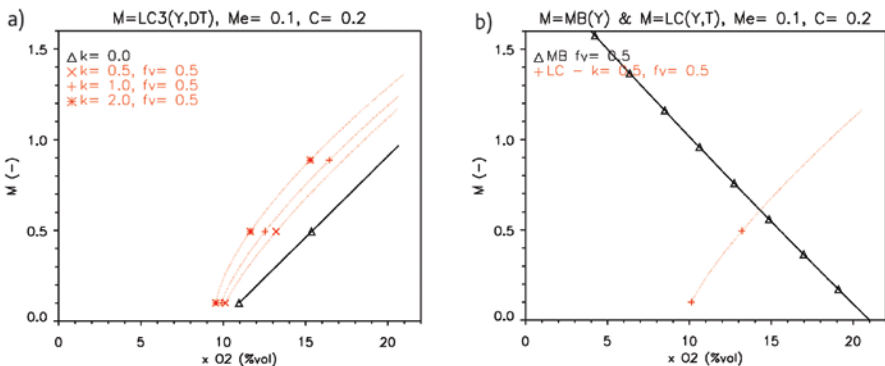 a)
M=LC3(Y,DT), Me= 0.1, C= 0.2
M (-)
1.5
1.0
0.5
0.0
k= 0.0
k= 0.5, fv= 0.5
k= 1.0, fv= 0.5
k= 2.0, fv= 0.5
0 5 10 15 20
x O2 (%vol)
b)
M=MB(Y) & M=LC(Y,T), Me= 0.1, C= 0.2
M (-)
1.5
1.0
0.5
0.0
MB fv= 0.5
LC - k= 0.5, fv= 0.5
0 5 10 15 20
x O2 (%vol)